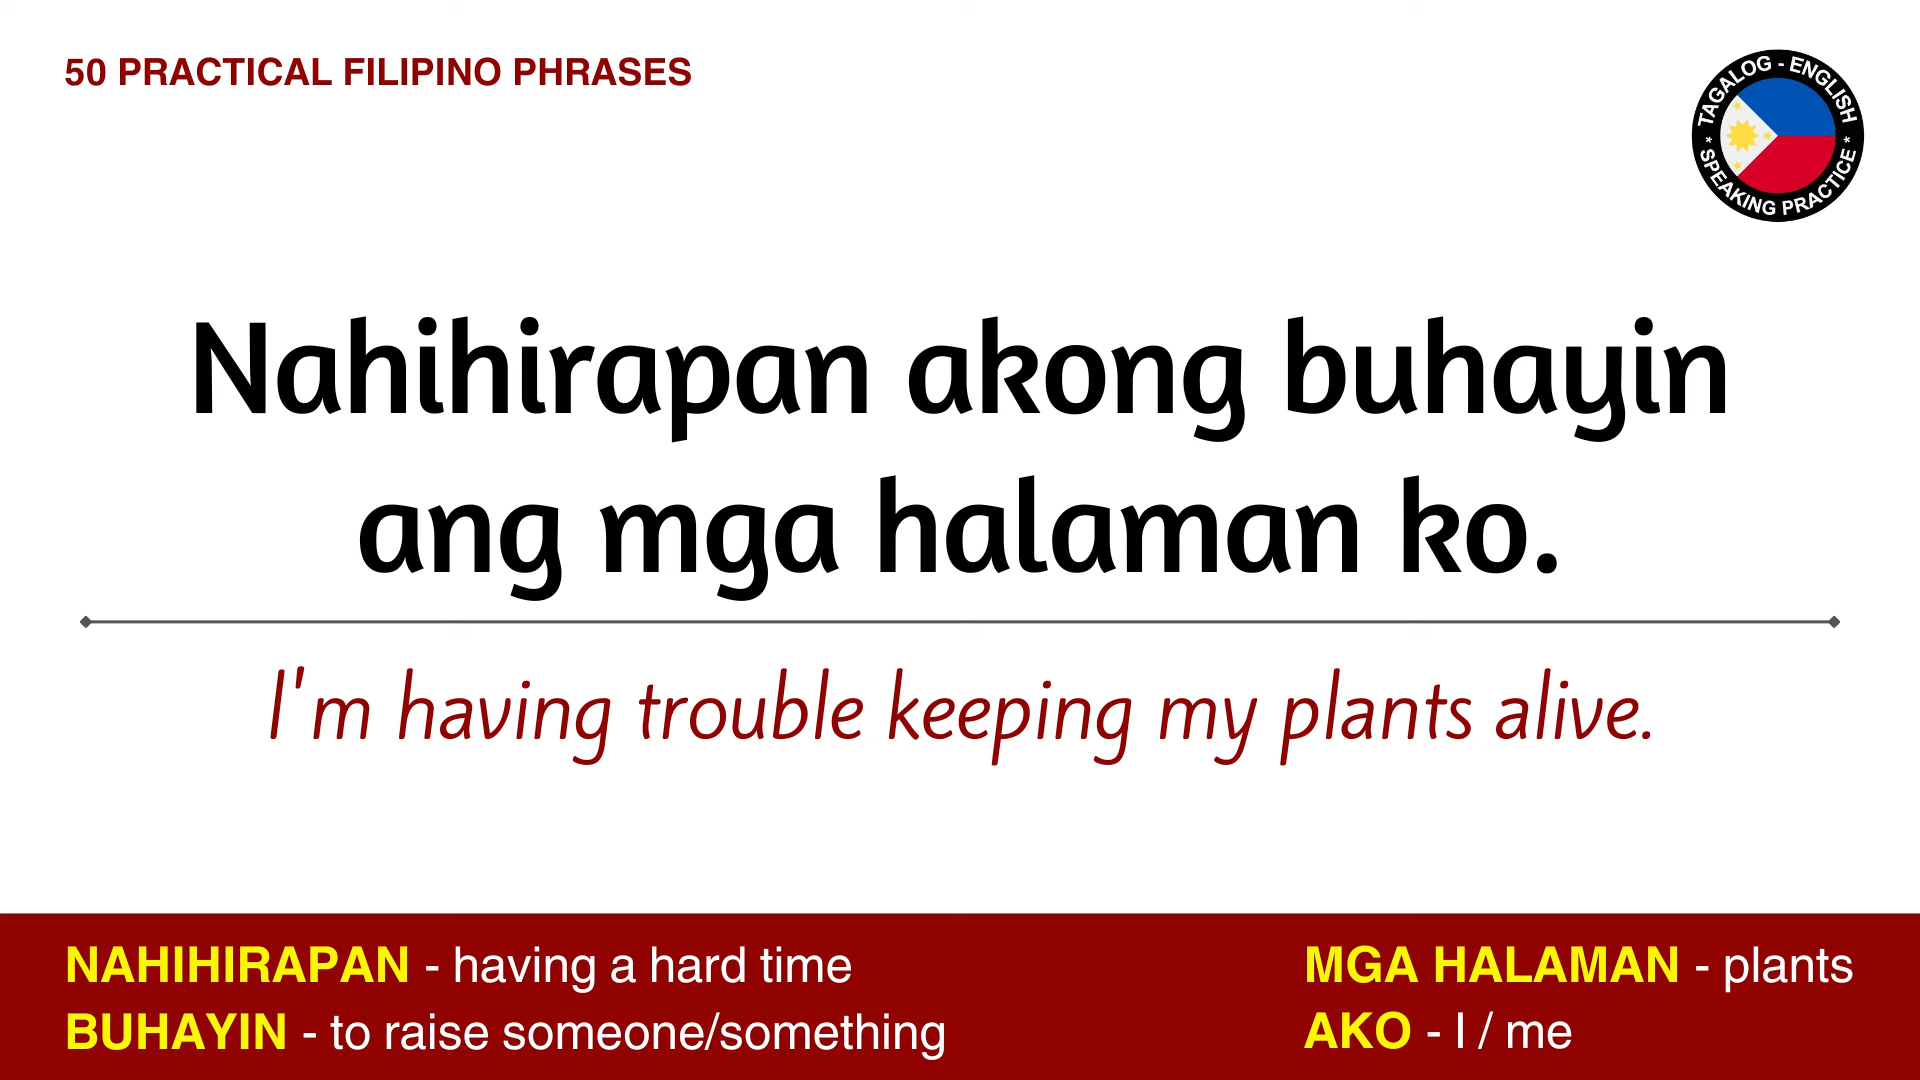 50 PRACTICAL FILIPINO PHRASES
TAGALOG - ENGLISH
* SPEAKING PRACTICE *
Nahihirapan akong buhayin
ang mga halaman ko.
I'm having trouble keeping my plants alive.
NAHIHIRAPAN - having a hard time
BUHAYIN - to raise someone/something
MGA HALAMAN - plants
AKO - I / me